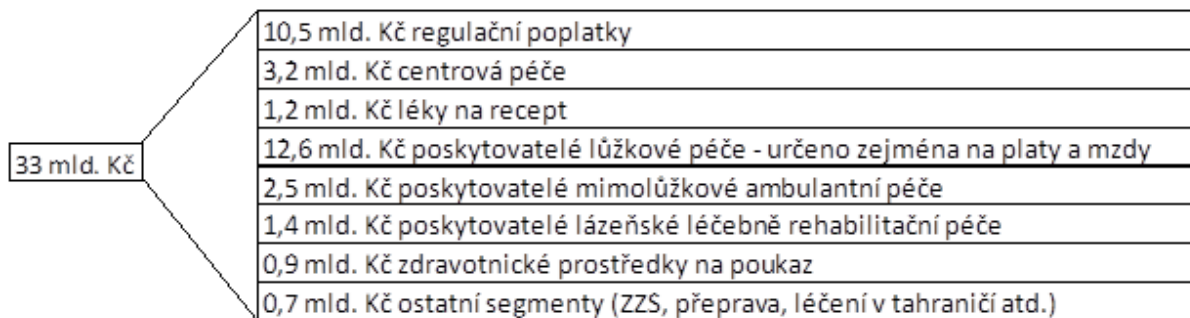 10,5 mld. Kč regulační poplatky
3,2 mld. Kč centrová péče
1,2 mld. Kč léky na recept
33 mld. Kč
12,6 mld. Kč poskytovatelé lůžkové péče - určeno zejména na platy a mzdy
2,5 mld. Kč poskytovatelé mimolůžkové ambulantní péče
1,4 mld. Kč poskytovatelé lázeňské léčebně rehabilitační péče
0,9 mld. Kč zdravotnické prostředky na poukaz
0,7 mld. Kč ostatní segmenty (ZZS, přeprava, léčení v tahraničí atd.)